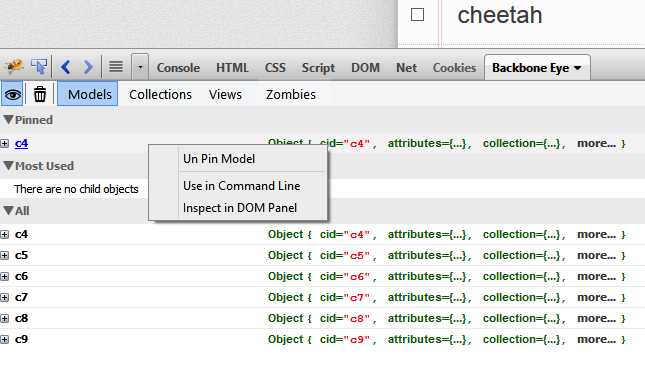 cheetah
Console HTML CSS Script DOM Net Cookies Backbone Eye
Models Collections Views Zombies
Pinned
c4 Object { cid="c4", attributes={...}, collection={...}, more... }
Un Pin Model
Most Used
Use in Command Line
There are no child objects
Inspect in DOM Panel
All
c4 Object { cid="c4", attributes={...}, collection={...}, more... }
c5 Object { cid="c5", attributes={...}, collection={...}, more... }
c6 Object { cid="c6", attributes={...}, collection={...}, more... }
c7 Object { cid="c7", attributes={...}, collection={...}, more... }
c8 Object { cid="c8", attributes={...}, collection={...}, more... }
c9 Object { cid="c9", attributes={...}, collection={...}, more... }